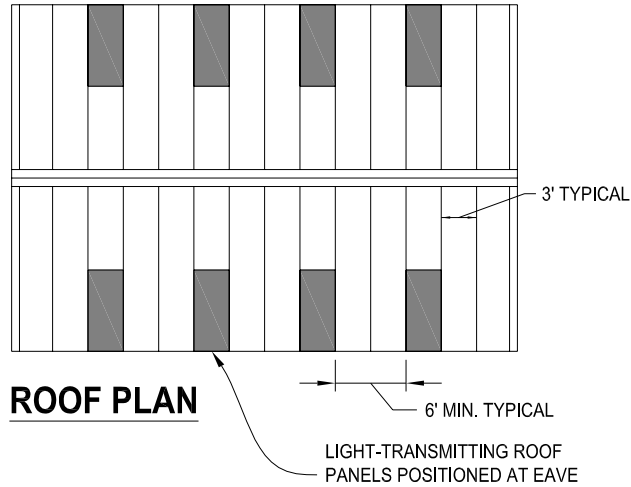 3' TYPICAL
ROOF PLAN
6' MIN. TYPICAL
LIGHT-TRANSMITTING ROOF
PANELS POSITIONED AT EAVE